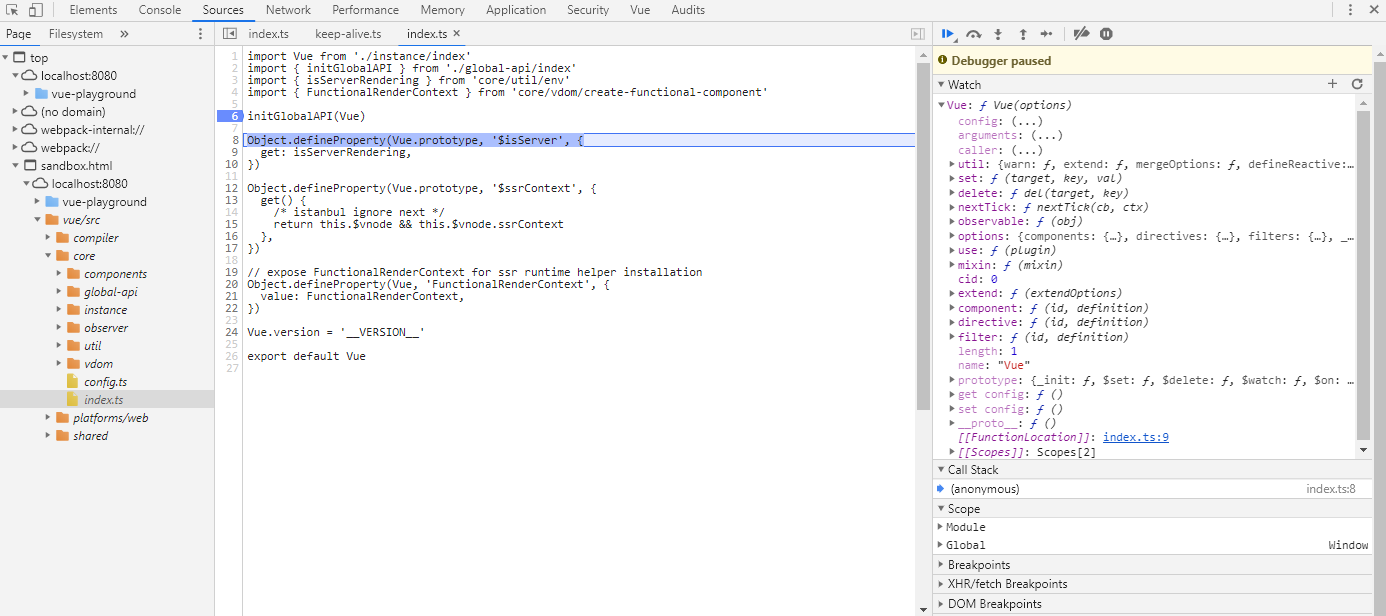 Elements Console Sources Network Performance Memory Application Security Vue Audits
Page Filesystem »
index.ts keep-alive.ts index.ts ×
top
localhost:8080
vue-playground
(no domain)
webpack-internal://
webpack://
sandbox.html
localhost:8080
vue-playground
vue/src
compiler
core
components
global-api
instance
observer
util
vdom
config.ts
index.ts
platforms/web
shared
1 import Vue from './instance/index'
2 import { initGlobalAPI } from './global-api/index'
3 import { isServerRendering } from 'core/util/env'
4 import { FunctionalRenderContext } from 'core/vdom/create-functional-component'
5
6 initGlobalAPI(Vue)
7
8 Object.defineProperty(Vue.prototype, '$isServer', {
9 get: isServerRendering,
10 })
11
12 Object.defineProperty(Vue.prototype, '$ssrContext', {
13 get() {
14 /* istanbul ignore next */
15 return this.$vnode && this.$vnode.ssrContext
16 },
17 })
18
19 // expose FunctionalRenderContext for ssr runtime helper installation
20 Object.defineProperty(Vue, 'FunctionalRenderContext', {
21 value: FunctionalRenderContext,
22 })
23
24 Vue.version = '__VERSION__'
25
26 export default Vue
27
Debugger paused
Watch
Vue: ƒ Vue(options)
config: (...)
arguments: (...)
caller: (...)
util: {warn: ƒ, extend: ƒ, mergeOptions: ƒ, defineReactive:…
set: ƒ (target, key, val)
delete: ƒ del(target, key)
nextTick: ƒ nextTick(cb, ctx)
observable: ƒ (obj)
options: {components: {…}, directives: {…}, filters: {…}, _…
use: ƒ (plugin)
mixin: ƒ (mixin)
cid: 0
extend: ƒ (extendOptions)
component: ƒ (id, definition)
directive: ƒ (id, definition)
filter: ƒ (id, definition)
length: 1
name: "Vue"
prototype: {_init: ƒ, $set: ƒ, $delete: ƒ, $watch: ƒ, $on: …
get config: ƒ ()
set config: ƒ ()
__proto__: ƒ ()
[[FunctionLocation]]: index.ts:9
[[Scopes]]: Scopes[2]
Call Stack
(anonymous) index.ts:8
Scope
Module
Global Window
Breakpoints
XHR/fetch Breakpoints
DOM Breakpoints